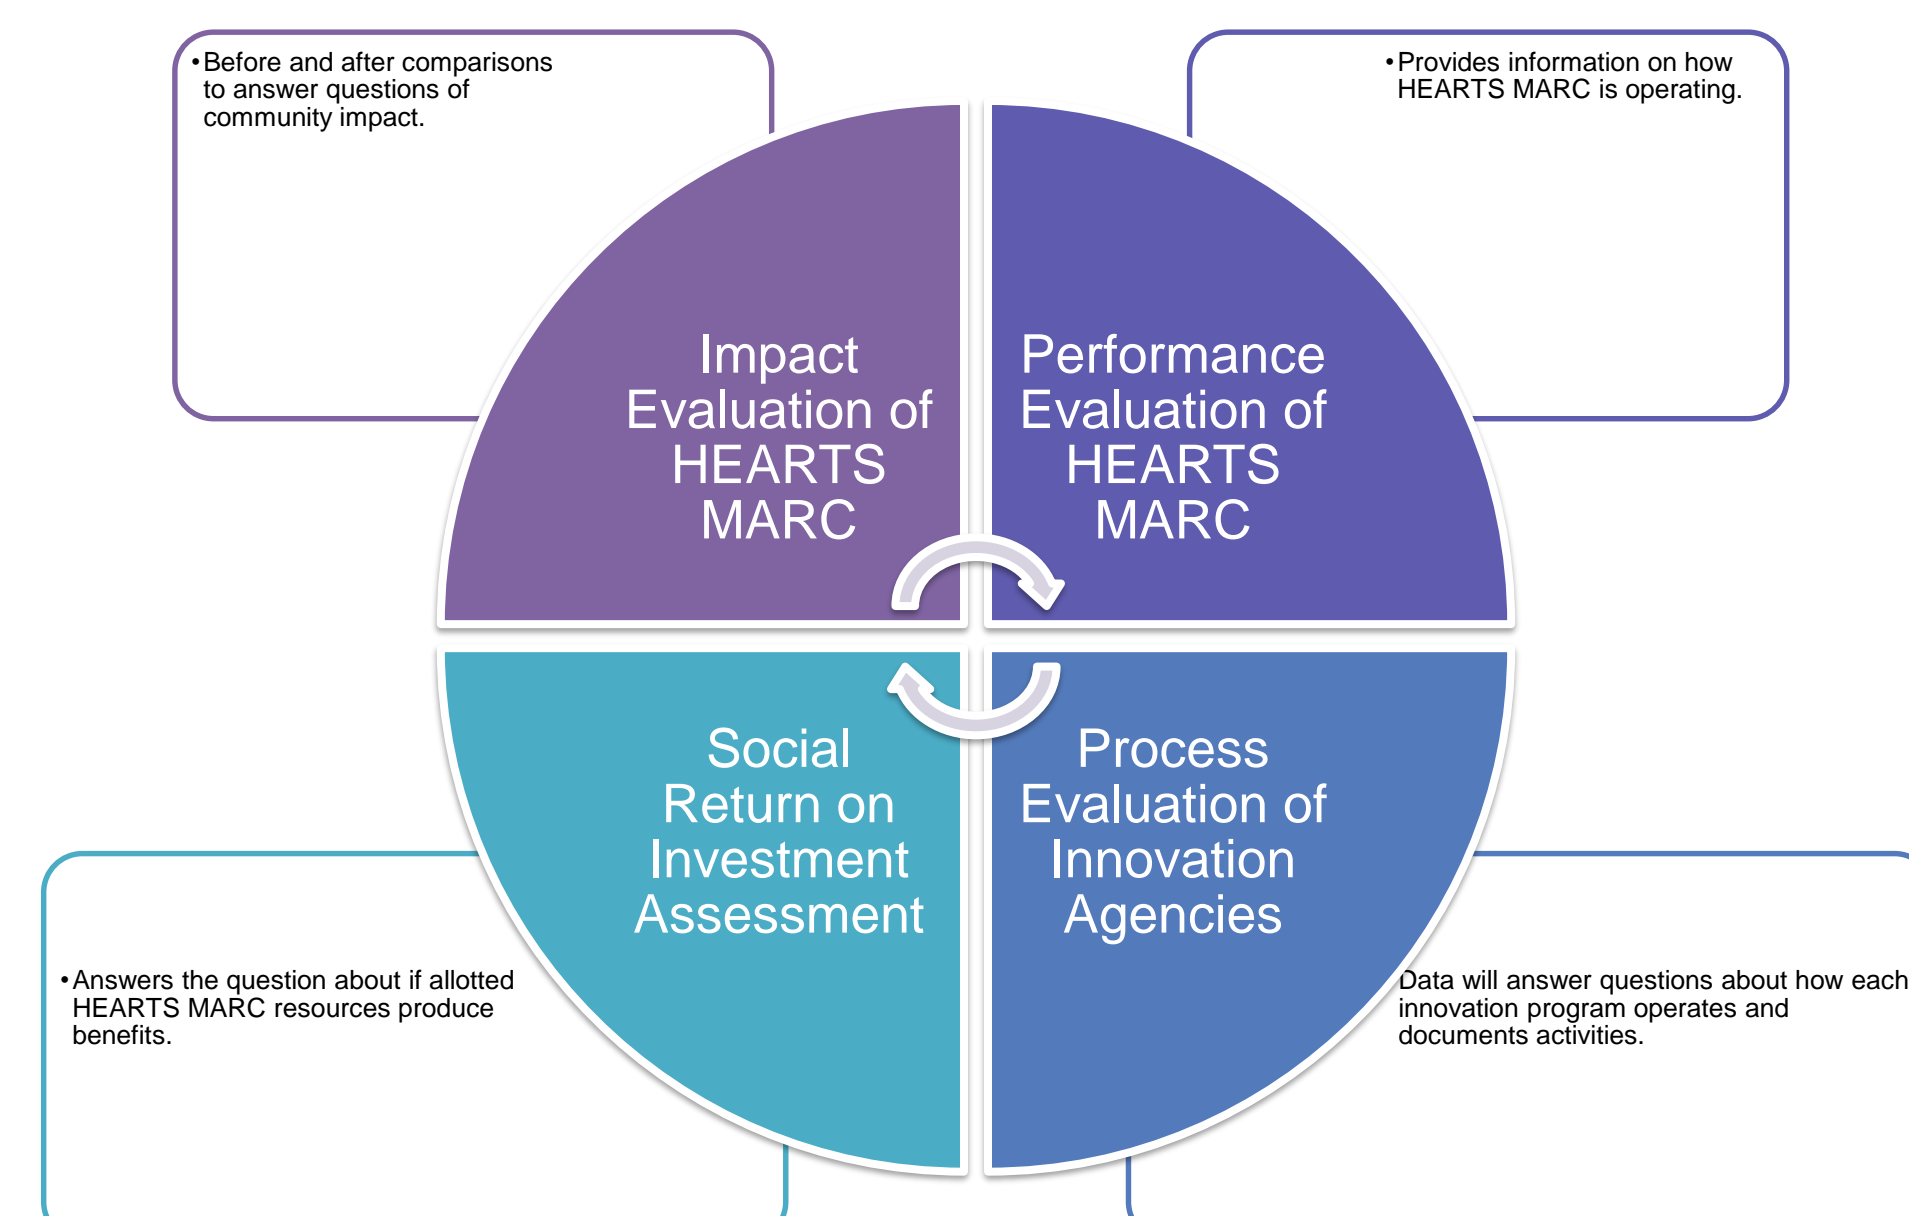 •Before and after comparisons
to answer questions of
community impact.
•Provides information on how
HEARTS MARC is operating.
Impact
Evaluation of
HEARTS
MARC
Performance
Evaluation of
HEARTS
MARC
Social
Return on
Investment
Assessment
Process
Evaluation of
Innovation
Agencies
•Answers the question about if allotted
HEARTS MARC resources produce
benefits.
Data will answer questions about how each
innovation program operates and
documents activities.